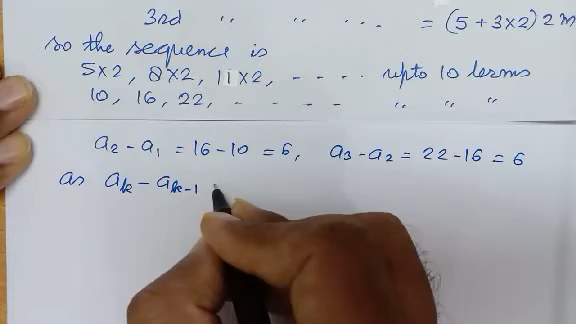 3rd " " ... = (5 + 3×2) 2 m
so the sequence is
5×2, 8×2, 11×2, - - - - upto 10 terms
10, 16, 22, - - - - " " "
a₂ - a₁ = 16 - 10 = 6, a₃ - a₂ = 22 - 16 = 6
as aₖ - aₖ₋₁